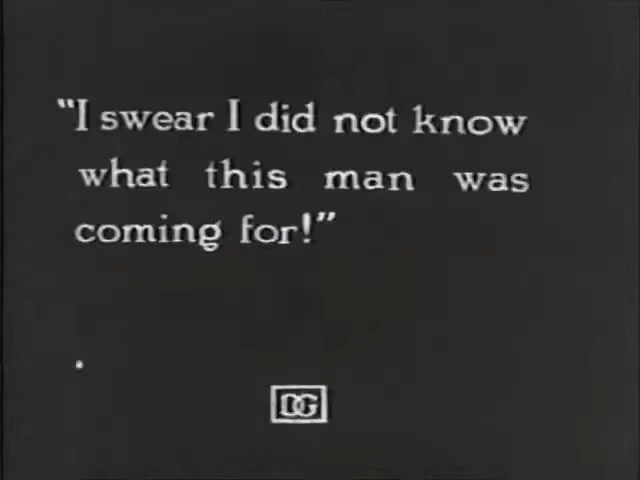 “I swear I did not know
what this man was
coming for!”
DG